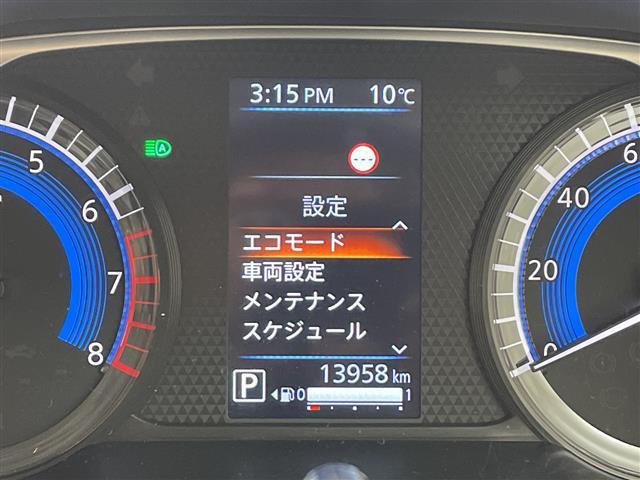 3:15 PM 10℃
---
設定
エコモード
車両設定
メンテナンス
スケジュール
P 13958 km
0 1
5
6
7
8
A
6
40
20
0